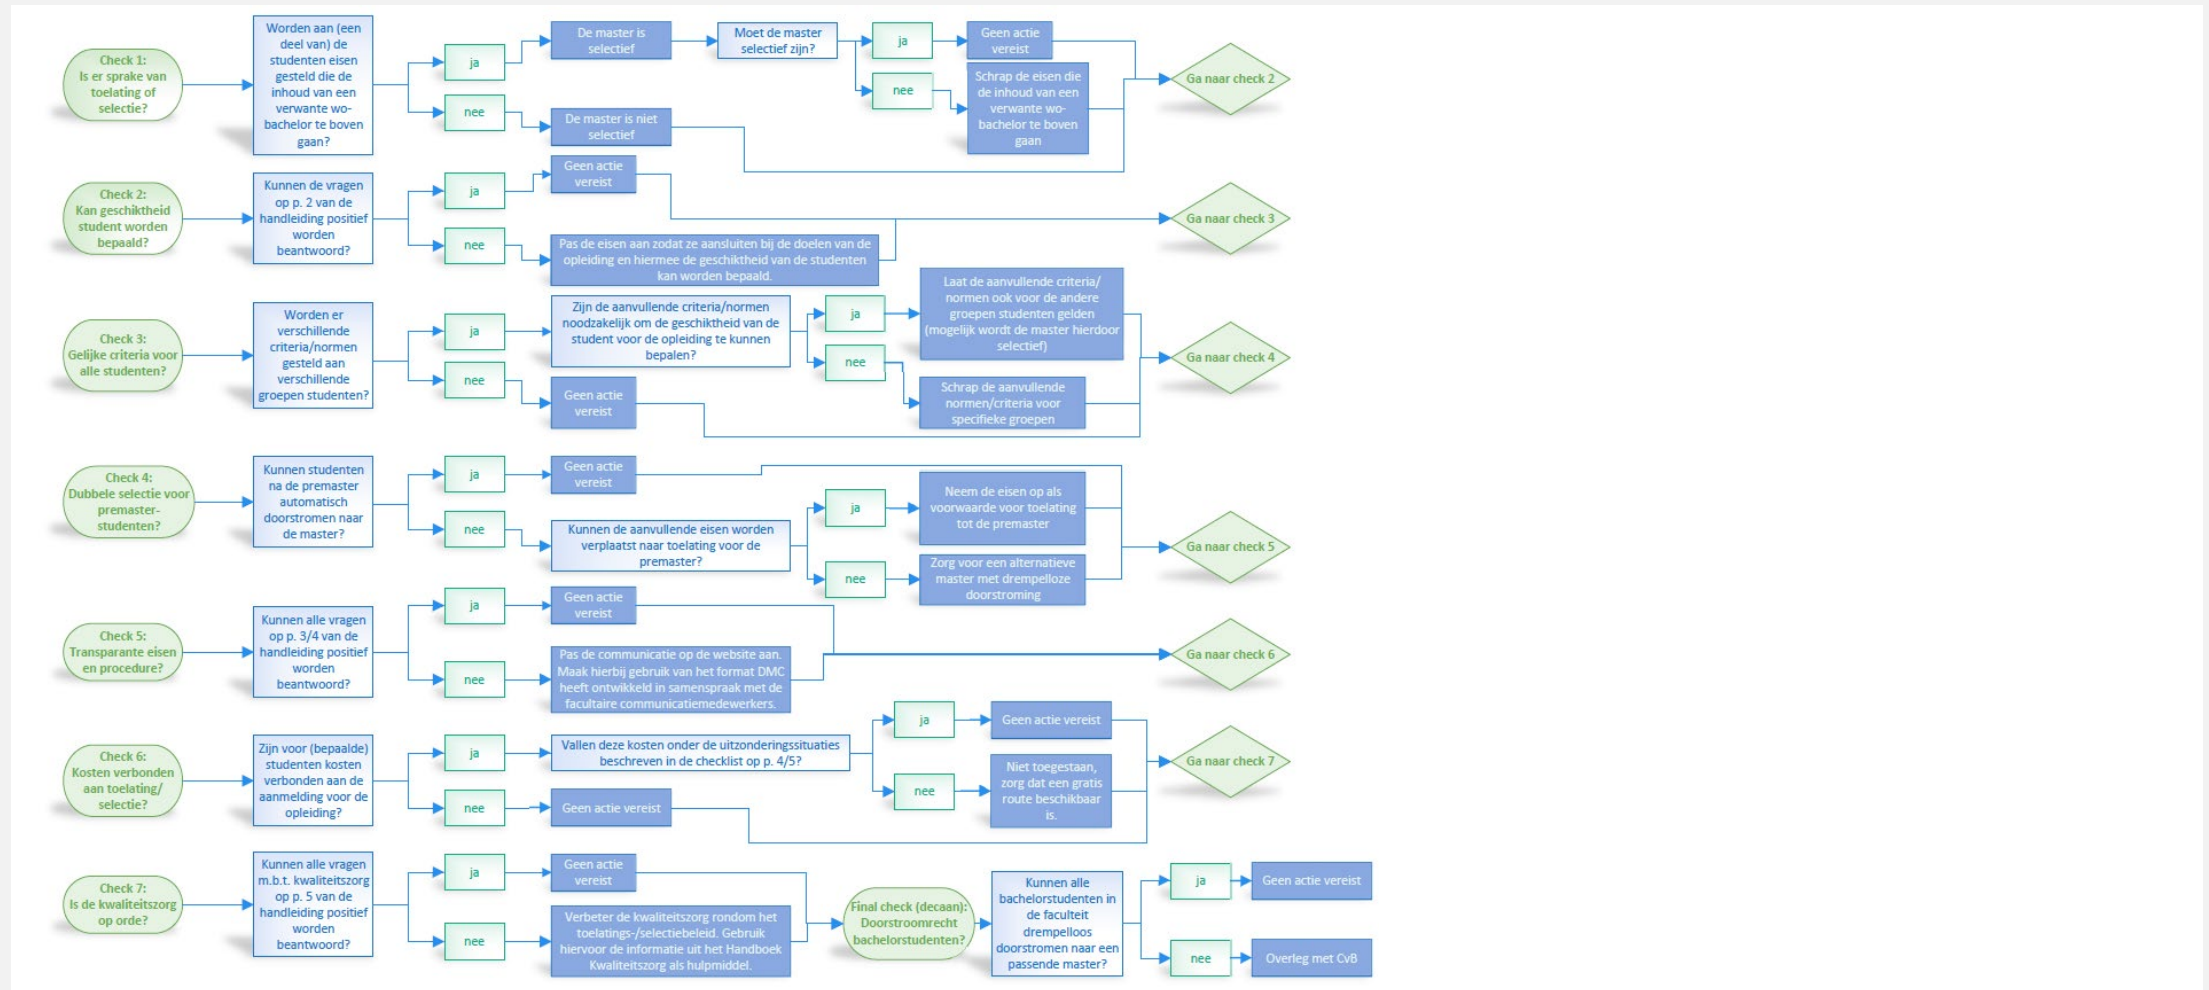 Check 1:
Is er sprake van
toelating of
selectie?
Worden aan (een
deel van) de
studenten eisen
gesteld die de
inhoud van een
verwante wo-
bachelor te boven
gaan?
ja
nee
De master is
selectief
De master is niet
selectief
Moet de master
selectief zijn?
ja
nee
Geen actie
vereist
Schrap de eisen die
de inhoud van een
verwante wo-
bachelor te boven
gaan
Ga naar check 2
Check 2:
Kan geschiktheid
student worden
bepaald?
Kunnen de vragen
op p. 2 van de
handleiding positief
worden
beantwoord?
ja
nee
Geen actie
vereist
Pas de eisen aan zodat ze aansluiten bij de doelen van de
opleiding en hiermee de geschiktheid van de studenten
kan worden bepaald.
Ga naar check 3
Check 3:
Gelijke criteria voor
alle studenten?
Worden er
verschillende
criteria/normen
gesteld aan
verschillende
groepen studenten?
ja
nee
Zijn de aanvullende criteria/normen
noodzakelijk om de geschiktheid van de
student voor de opleiding te kunnen
bepalen?
Geen actie
vereist
ja
nee
Laat de aanvullende criteria/
normen ook voor de andere
groepen studenten gelden
(mogelijk wordt de master hierdoor
selectief)
Schrap de aanvullende
normen/criteria voor
specifieke groepen
Ga naar check 4
Check 4:
Dubbele selectie voor
premaster-
studenten?
Kunnen studenten
na de premaster
automatisch
doorstromen naar
de master?
ja
nee
Geen actie
vereist
Kunnen de aanvullende eisen worden
verplaatst naar toelating voor de
premaster?
ja
nee
Neem de eisen op als
voorwaarde voor toelating
tot de premaster
Zorg voor een alternatieve
master met drempelloze
doorstroming
Ga naar check 5
Check 5:
Transparante eisen
en procedure?
Kunnen alle vragen
op p. 3/4 van de
handleiding positief
worden
beantwoord?
ja
nee
Geen actie
vereist
Pas de communicatie op de website aan.
Maak hierbij gebruik van het format DMC
heeft ontwikkeld in samenspraak met de
facultaire communicatiemedewerkers.
Ga naar check 6
Check 6:
Kosten verbonden
aan toelating/
selectie?
Zijn voor (bepaalde)
studenten kosten
verbonden aan de
aanmelding voor de
opleiding?
ja
nee
Vallen deze kosten onder de uitzonderingssituaties
beschreven in de checklist op p. 4/5?
Geen actie vereist
ja
nee
Geen actie vereist
Niet toegestaan,
zorg dat een gratis
route beschikbaar
is.
Ga naar check 7
Check 7:
Is de kwaliteitszorg
op orde?
Kunnen alle vragen
m.b.t. kwaliteitszorg
op p. 5 van de
handleiding positief
worden
beantwoord?
ja
nee
Geen actie
vereist
Verbeter de kwaliteitszorg rondom het
toelatings-/selectiebeleid. Gebruik
hiervoor de informatie uit het Handboek
Kwaliteitszorg als hulpmiddel.
Final check (decaan):
Doorstroomrecht
bachelorstudenten?
Kunnen alle
bachelorstudenten in
de faculteit
drempelloos
doorstromen naar een
passende master?
ja
nee
Geen actie vereist
Overleg met CvB